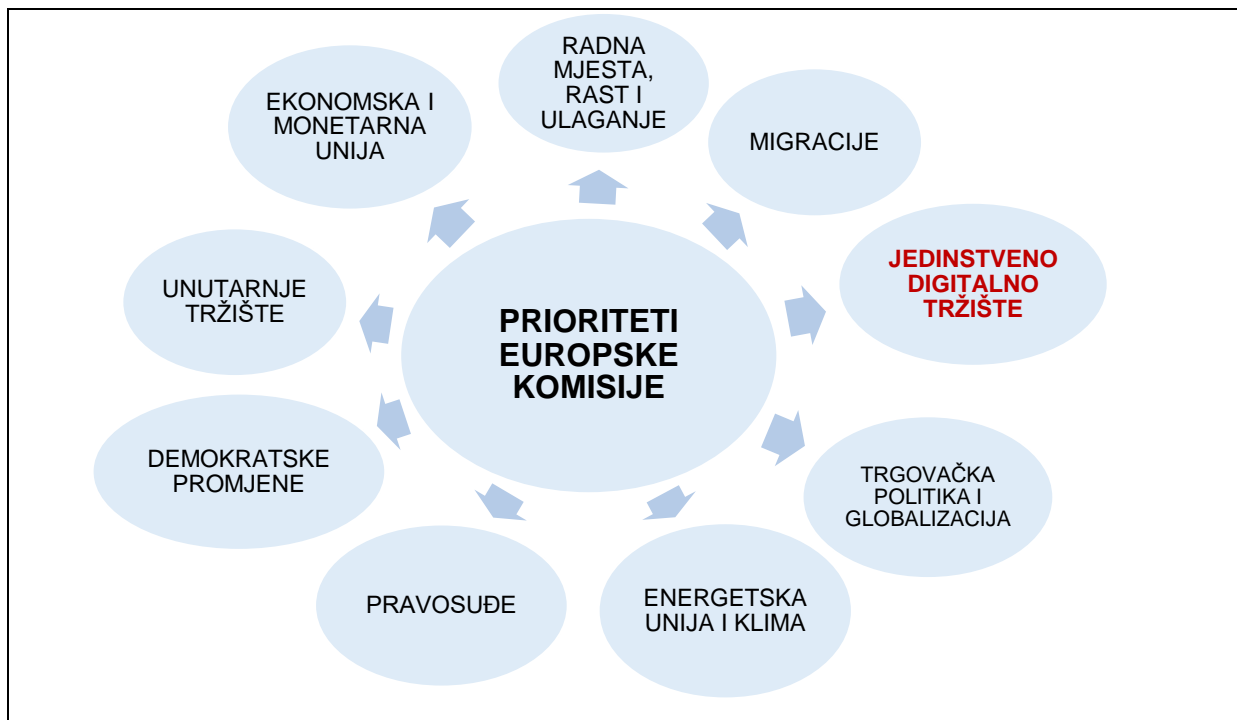 RADNA
MJESTA,
RAST I
ULAGANJE
MIGRACIJE
JEDINSTVENO
DIGITALNO
TRŽIŠTE
TRGOVAČKA
POLITIKA I
GLOBALIZACIJA
ENERGETSKA
UNIJA I KLIMA
PRAVOSUĐE
DEMOKRATSKE
PROMJENE
UNUTARNJE
TRŽIŠTE
EKONOMSKA I
MONETARNA
UNIJA
PRIORITETI
EUROPSKE
KOMISIJE